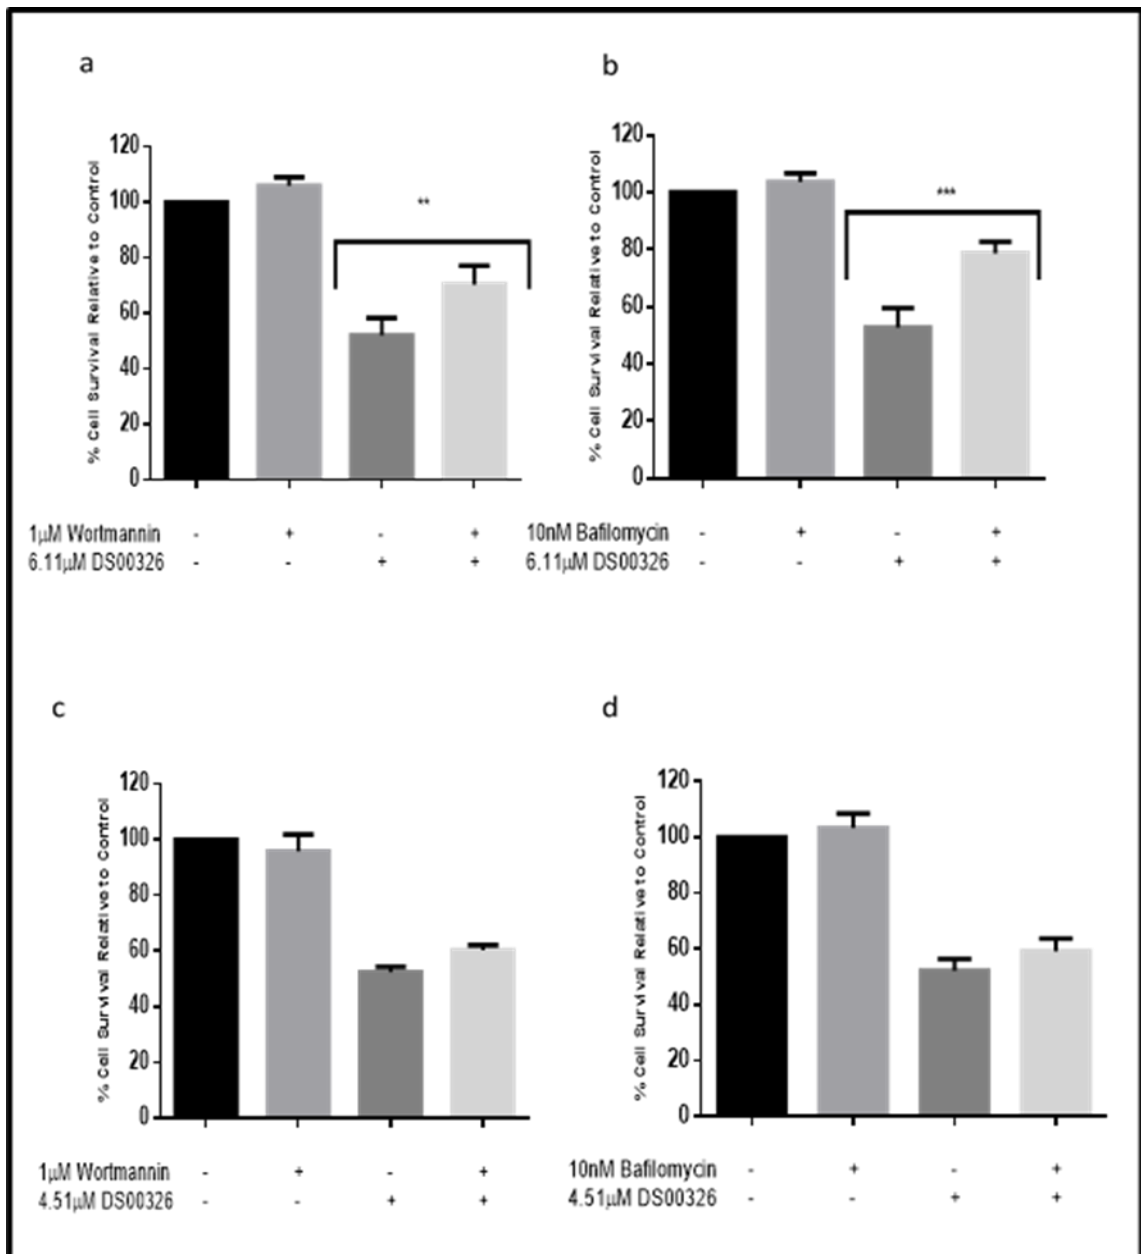 a
120
100
80
60
40
20
0
% Cell Survival Relative to Control
**
1µM Wortmannin - + - +
6.11µM DS00326 - - + +
b
120
100
80
60
40
20
0
% Cell Survival Relative to Control
***
10nM Bafilomycin - + - +
6.11µM DS00326 - - + +
c
120
100
80
60
40
20
0
% Cell Survival Relative to Control
1µM Wortmannin - + - +
4.51µM DS00326 - - + +
d
120
100
80
60
40
20
0
% Cell Survival Relative to Control
10nM Bafilomycin - + - +
4.51µM DS00326 - - + +